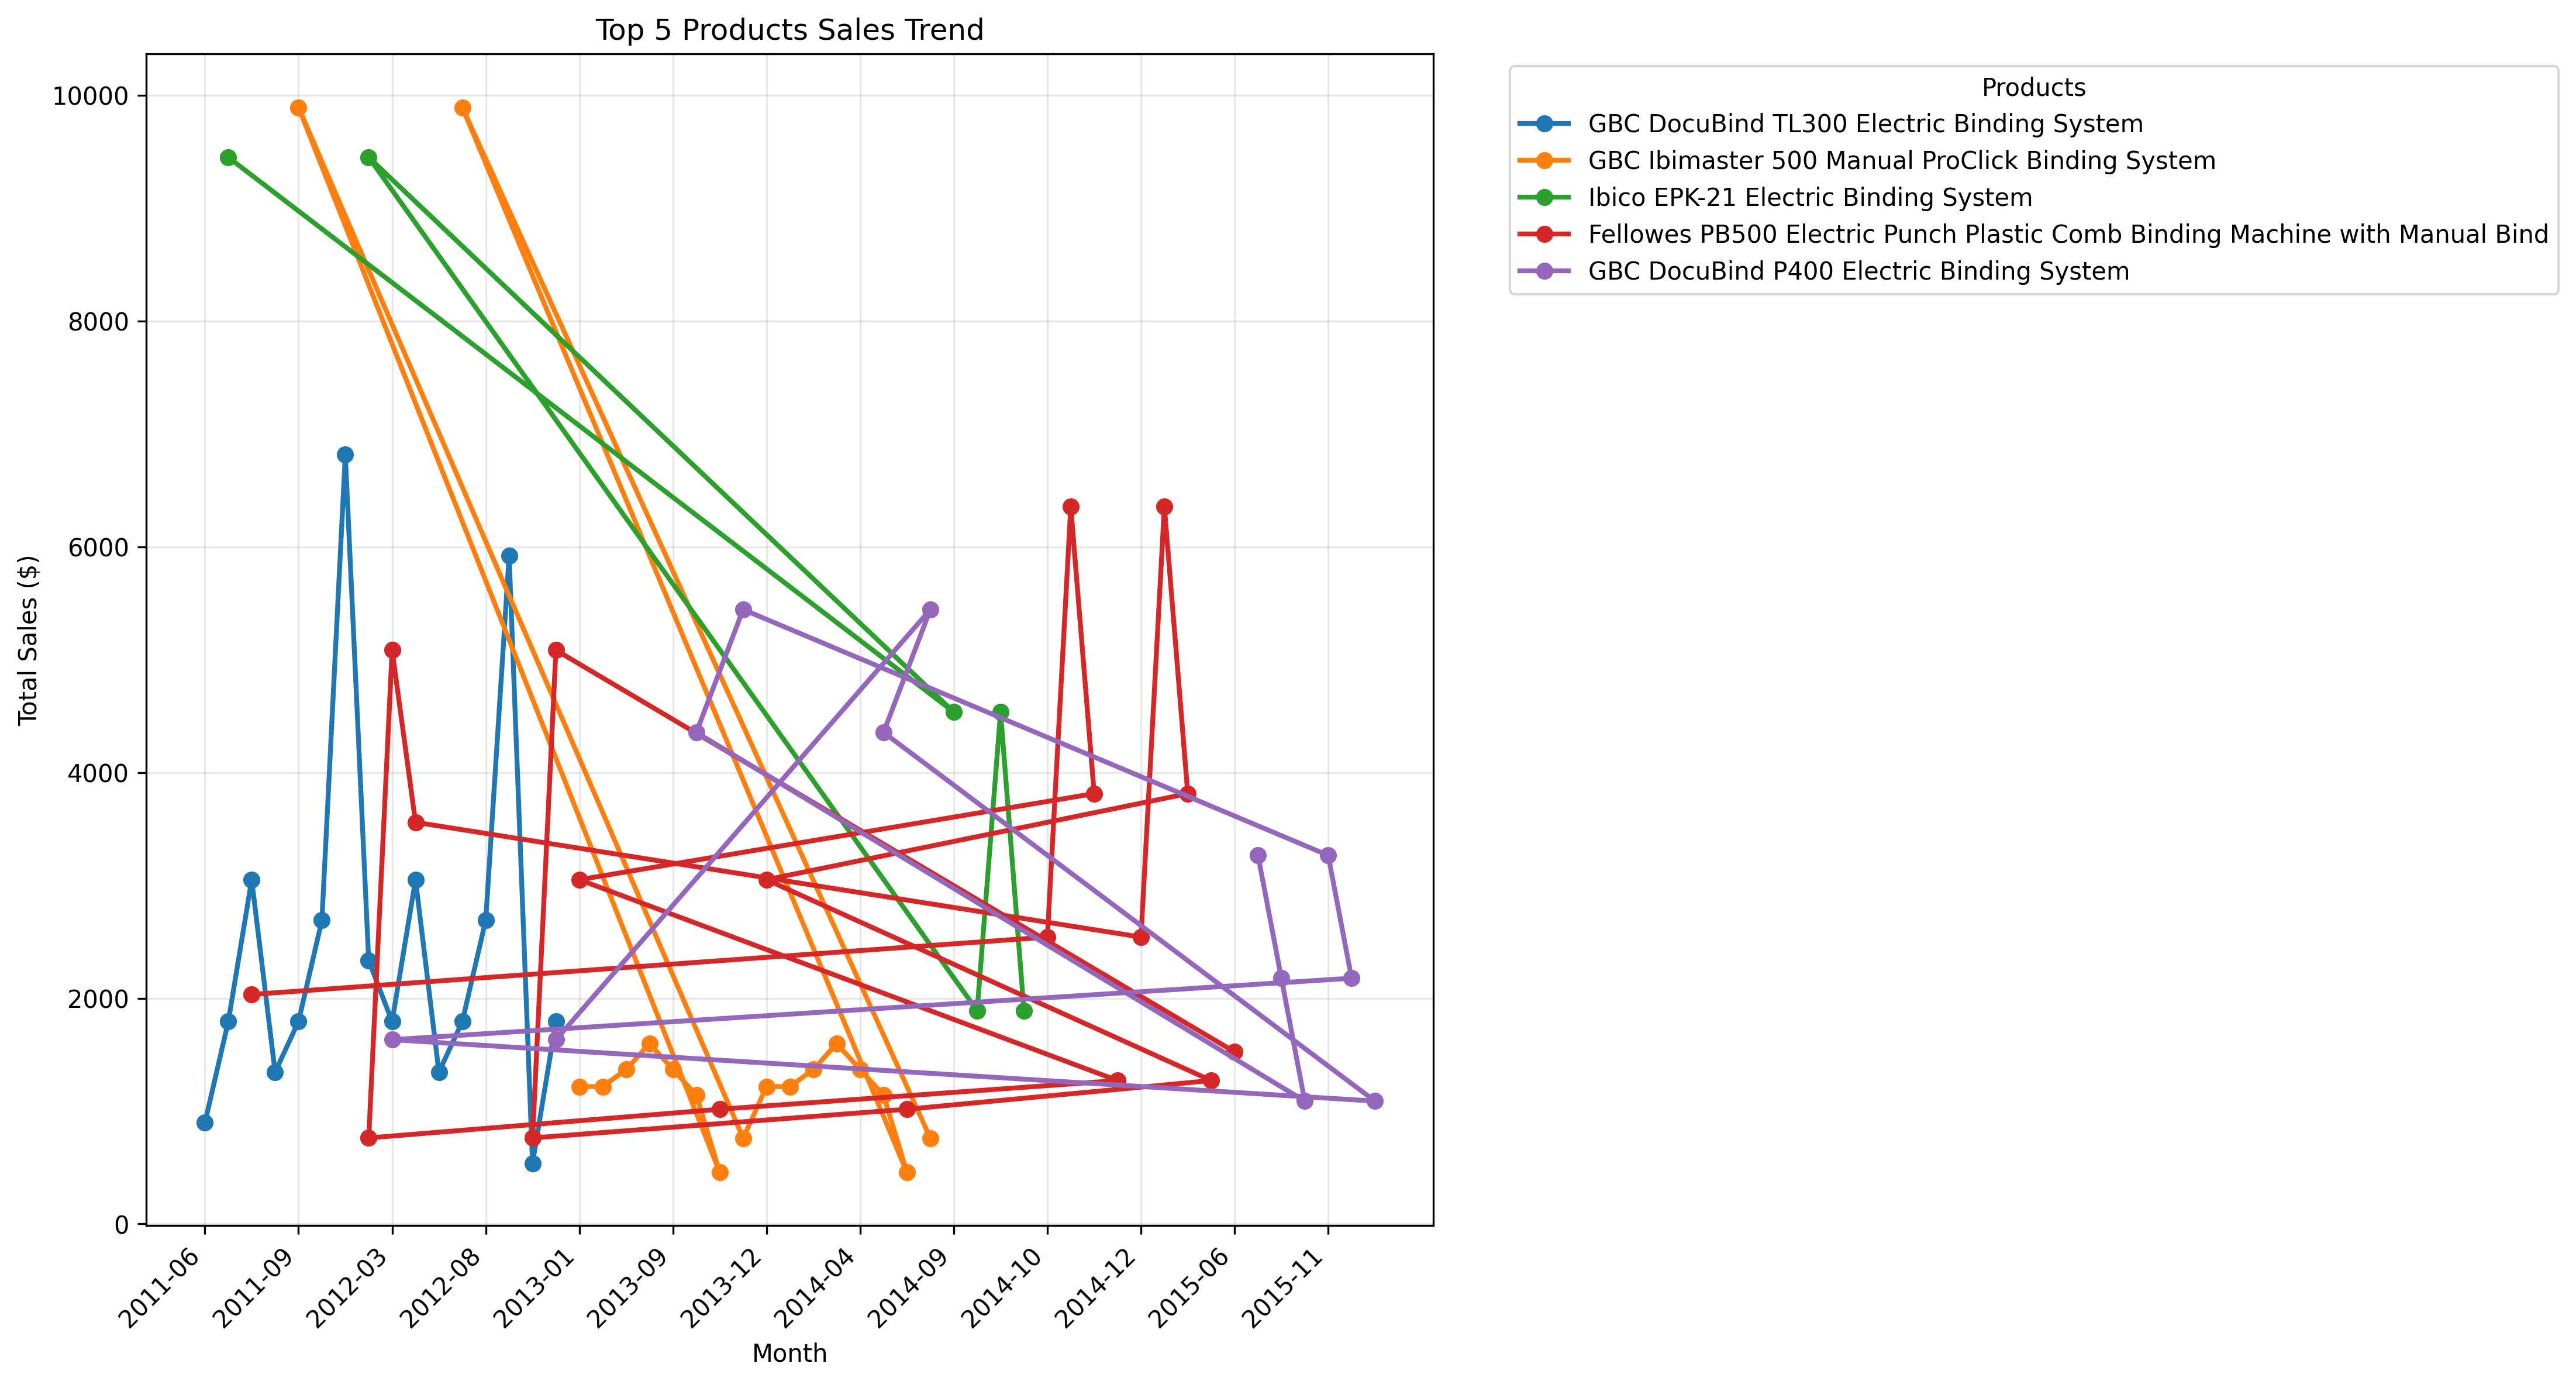 Top 5 Products Sales Trend
Total Sales ($)
10000
8000
6000
4000
2000
0
2011-06
2011-09
2012-03
2012-08
2013-01
2013-09
2013-12
2014-04
2014-09
2014-10
2014-12
2015-06
2015-11
Month
Products
GBC DocuBind TL300 Electric Binding System
GBC Ibimaster 500 Manual ProClick Binding System
Ibico EPK-21 Electric Binding System
Fellowes PB500 Electric Punch Plastic Comb Binding Machine with Manual Bind
GBC DocuBind P400 Electric Binding System